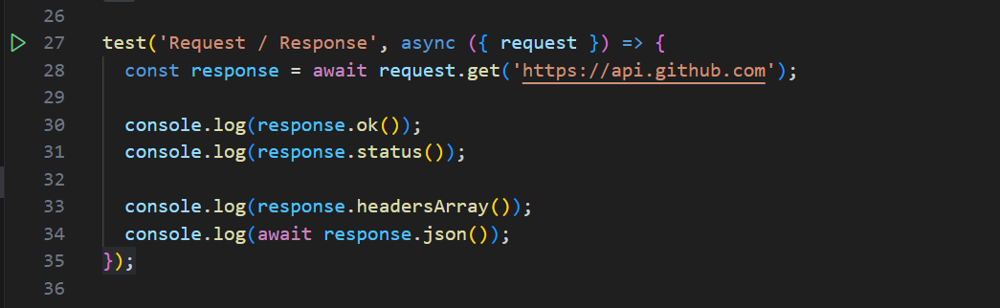 26
27 test('Request / Response', async ({ request }) => {
28 const response = await request.get('https://api.github.com');
29
30 console.log(response.ok());
31 console.log(response.status());
32
33 console.log(response.headersArray());
34 console.log(await response.json());
35 });
36